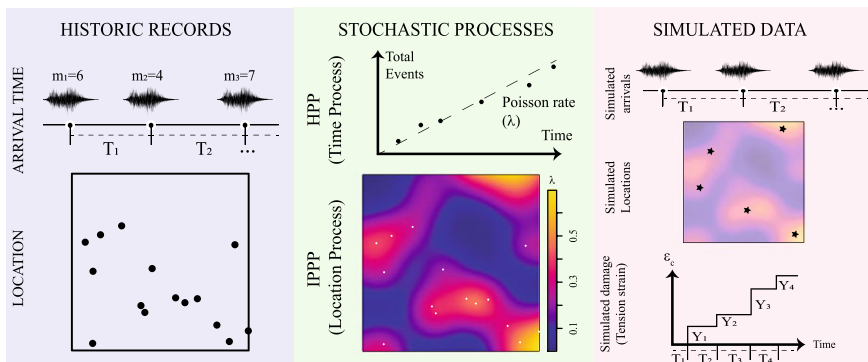 HISTORIC RECORDS
ARRIVAL TIME
m₁=6
m₂=4
m₃=7
T₁
T₂
...
LOCATION
STOCHASTIC PROCESSES
HPP
(Time Process)
Total
Events
Poisson rate
(λ)
Time
IPPP
(Location Process)
λ
0.5
0.3
0.1
SIMULATED DATA
Simulated
arrivals
T₁
T₂
...
Simulated
Locations
Simulated damage
(Tension strain)
ε꜀
Y₁
Y₂
Y₃
Y₄
Time
T₁
T₂
T₃
T₄